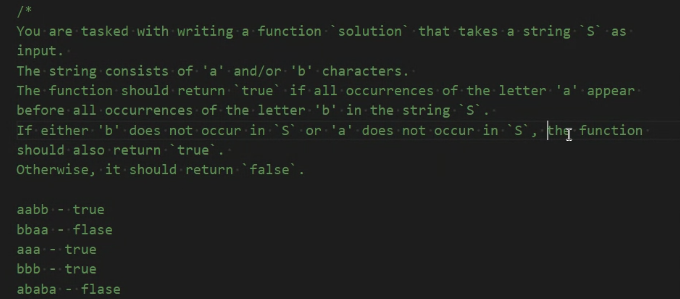 /*
You are tasked with writing a function `solution` that takes a string `S` as
input.
The string consists of 'a' and/or 'b' characters.
The function should return `true` if all occurrences of the letter 'a' appear
before all occurrences of the letter 'b' in the string `S`.
If either 'b' does not occur in `S` or 'a' does not occur in `S`, the function
should also return `true`.
Otherwise, it should return `false`.

aabb - true
bbaa - flase
aaa - true
bbb - true
ababa - flase